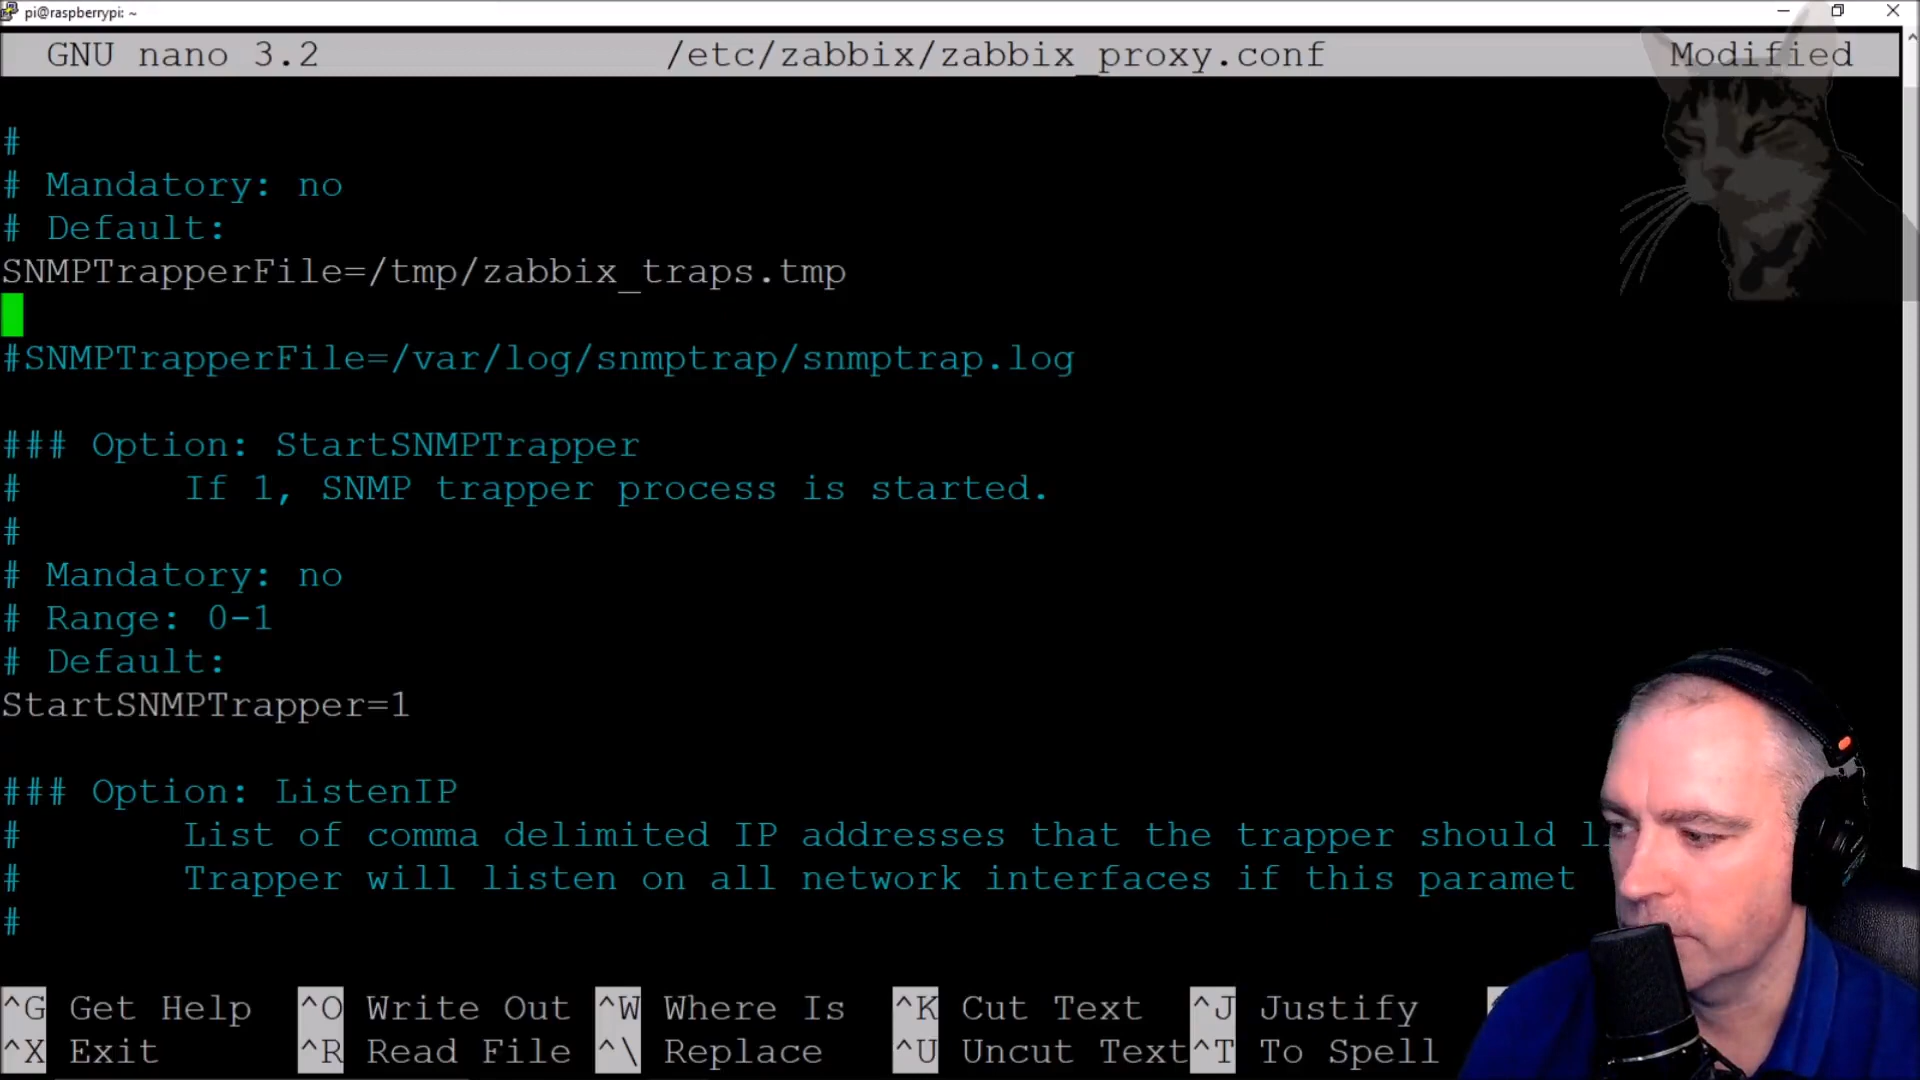 pi@raspberrypi: ~
GNU nano 3.2 /etc/zabbix/zabbix_proxy.conf Modified
#
# Mandatory: no
# Default:
SNMPTrapperFile=/tmp/zabbix_traps.tmp
#SNMPTrapperFile=/var/log/snmptrap/snmptrap.log
### Option: StartSNMPTrapper
# If 1, SNMP trapper process is started.
#
# Mandatory: no
# Range: 0-1
# Default:
StartSNMPTrapper=1
### Option: ListenIP
# List of comma delimited IP addresses that the trapper should
# Trapper will listen on all network interfaces if this paramet
#
^G Get Help ^O Write Out ^W Where Is ^K Cut Text ^J Justify
^X Exit ^R Read File ^\ Replace ^U Uncut Text ^T To Spell